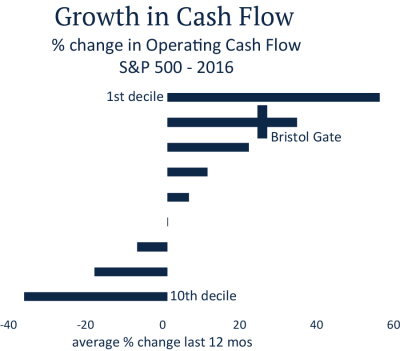 Growth in Cash Flow
% change in Operating Cash Flow
S&P 500 - 2016
1st decile
Bristol Gate
10th decile
-40 -20 0 20 40 60
average % change last 12 mos